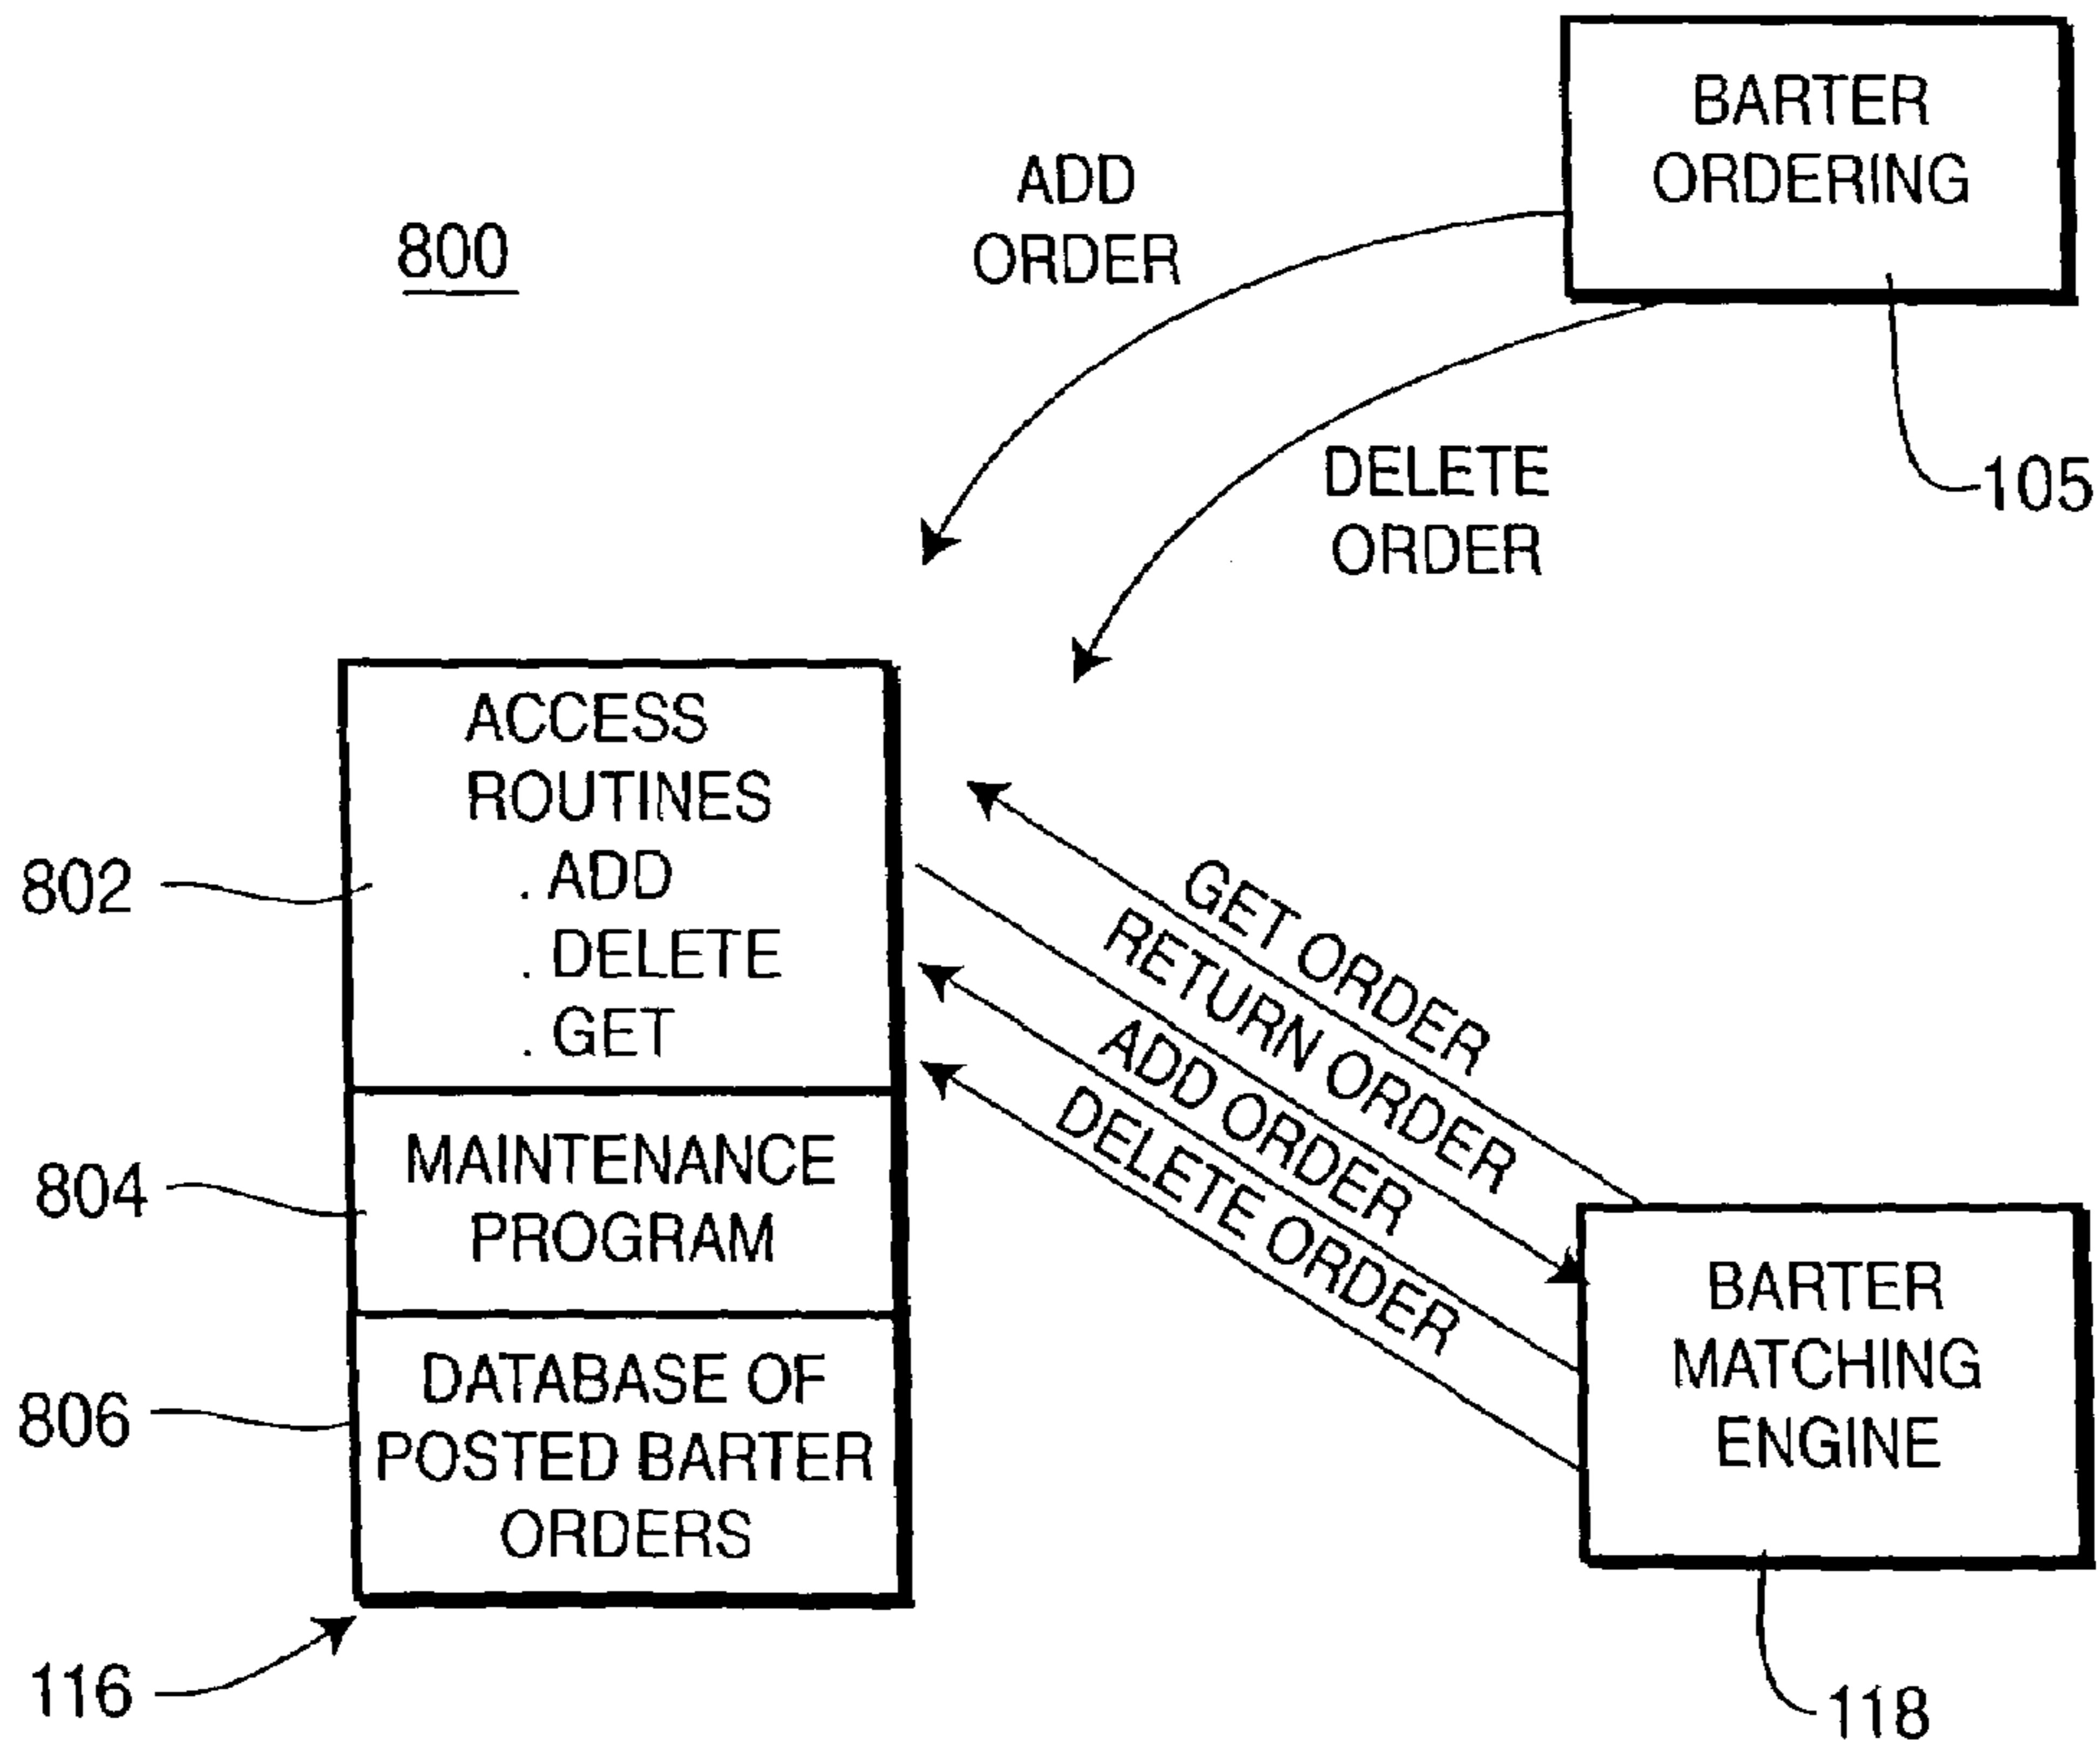 800
BARTER
ORDERING
105
ADD
ORDER
DELETE
ORDER
ACCESS
ROUTINES
. ADD
. DELETE
. GET
802
MAINTENANCE
PROGRAM
804
DATABASE OF
POSTED BARTER
ORDERS
806
116
GET ORDER
RETURN ORDER
ADD ORDER
DELETE ORDER
BARTER
MATCHING
ENGINE
118